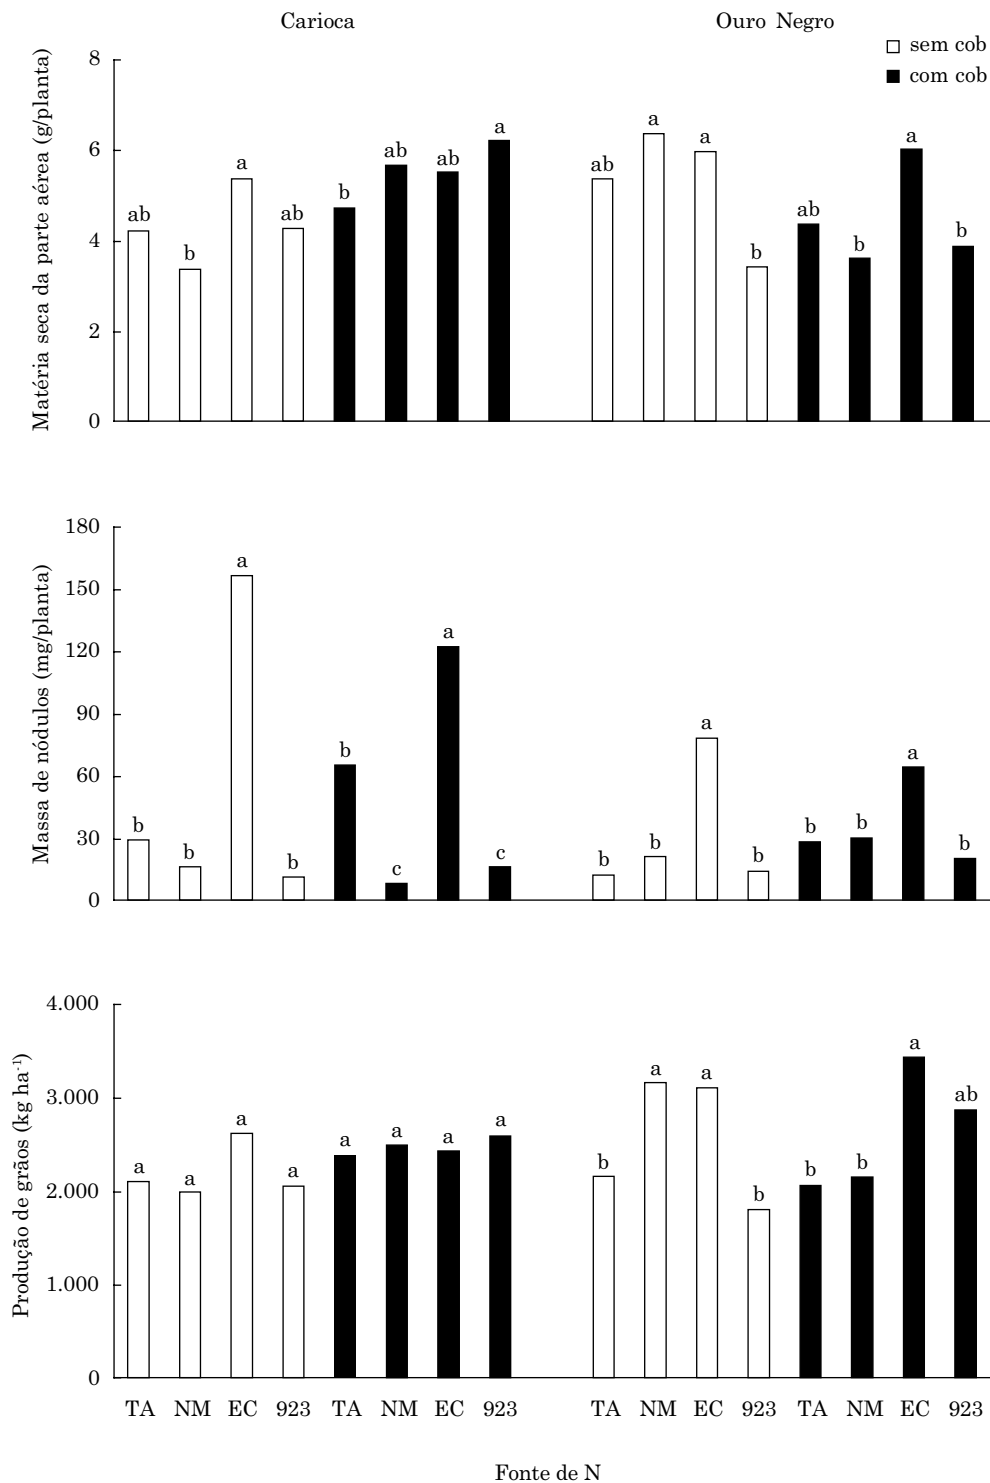 Carioca
Ouro Negro
sem cob
com cob
Matéria seca da parte aérea (g/planta)
8
6
4
2
0
ab
b
a
ab
b
ab
ab
a
ab
a
a
b
ab
b
a
b
Massa de nódulos (mg/planta)
180
150
120
90
60
30
0
b
b
a
b
b
c
a
c
b
b
a
b
b
b
a
b
Produção de grãos (kg ha⁻¹)
4.000
3.000
2.000
1.000
0
a
a
a
a
a
a
a
a
b
a
a
b
b
b
a
ab
TA NM EC 923 TA NM EC 923 TA NM EC 923 TA NM EC 923
Fonte de N